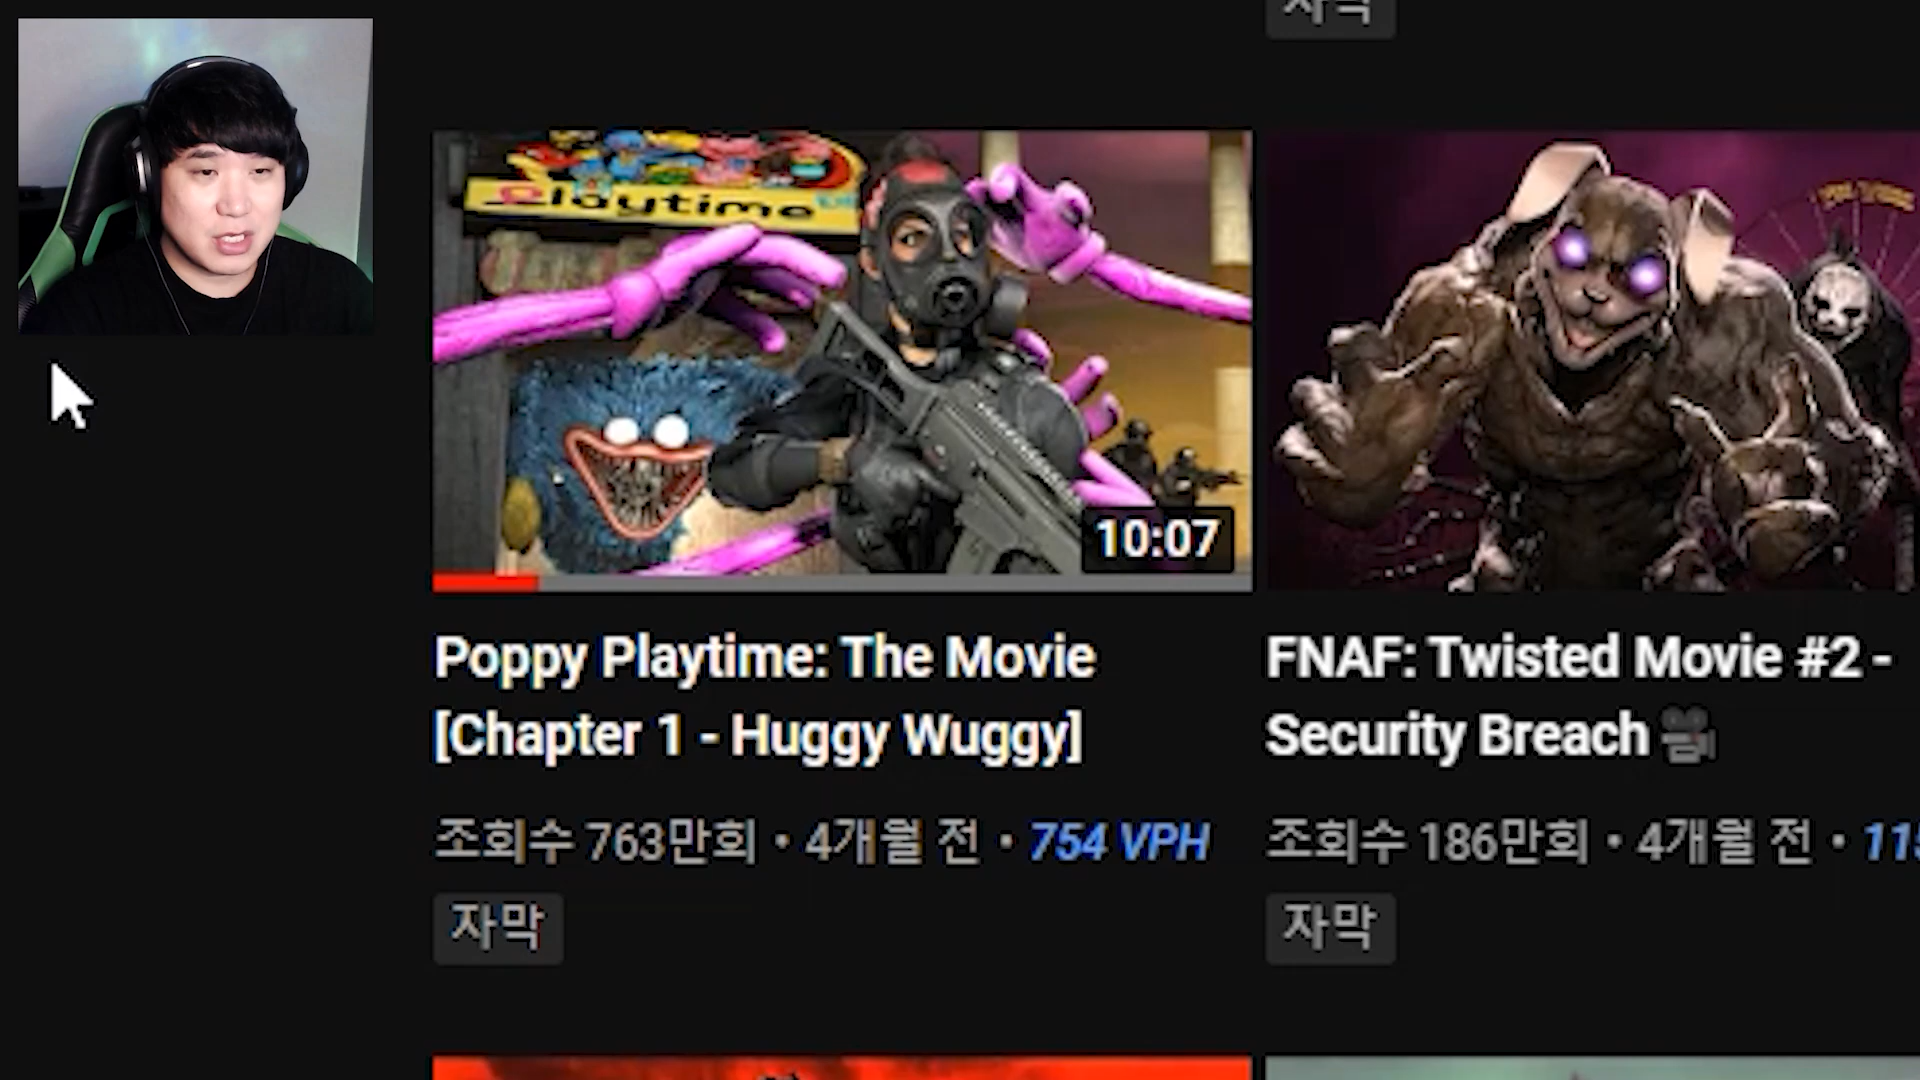 자막
Playtime
10:07
Poppy Playtime: The Movie
[Chapter 1 - Huggy Wuggy]
조회수 763만회 • 4개월 전 • 754 VPH
자막
FNAF: Twisted Movie #2 -
Security Breach
조회수 186만회 • 4개월 전 •
자막